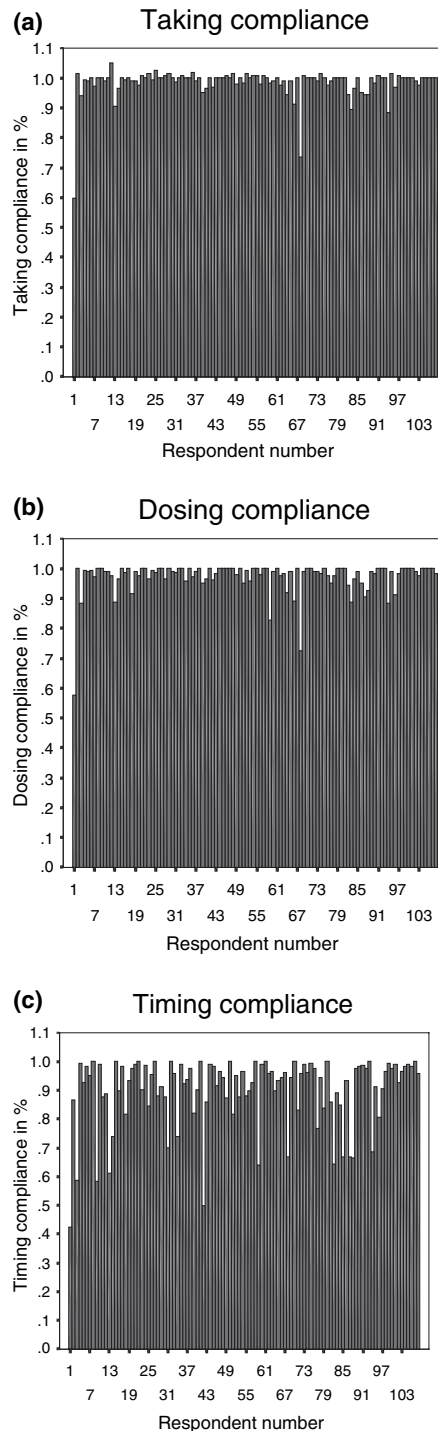 (a) Taking compliance
Taking compliance in %
1.1
1.0
.9
.8
.7
.6
.5
.4
.3
.2
.1
.0
1 13 25 37 49 61 73 85 97
7 19 31 43 55 67 79 91 103
Respondent number
(b) Dosing compliance
Dosing compliance in %
1.1
1.0
.9
.8
.7
.6
.5
.4
.3
.2
.1
.0
1 13 25 37 49 61 73 85 97
7 19 31 43 55 67 79 91 103
Respondent number
(c) Timing compliance
Timing compliance in %
1.1
1.0
.9
.8
.7
.6
.5
.4
.3
.2
.1
.0
1 13 25 37 49 61 73 85 97
7 19 31 43 55 67 79 91 103
Respondent number